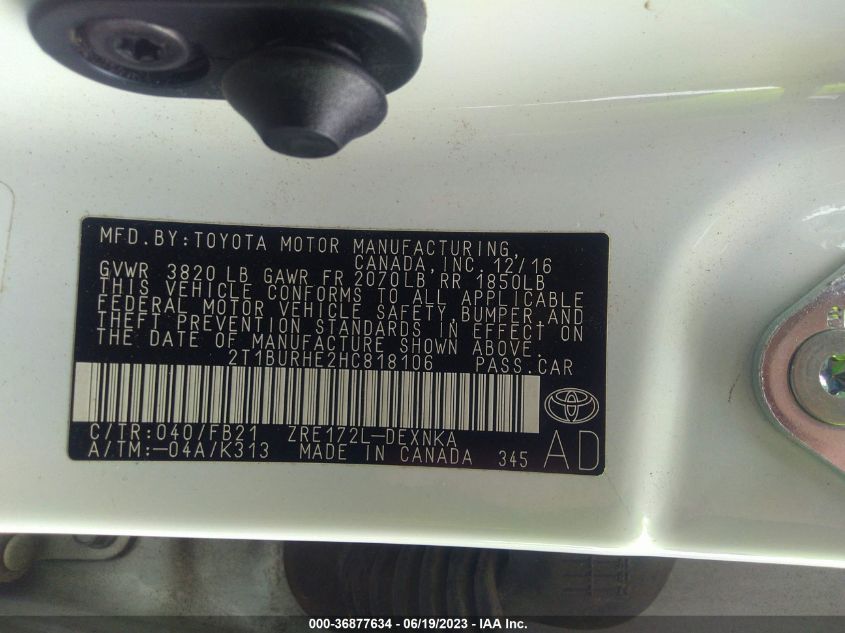 MFD.BY:TOYOTA MOTOR MANUFACTURING,
CANADA,INC. 12/16
GVWR 3820 LB GAWR FR 2070LB RR 1850LB
THIS VEHICLE CONFORMS TO ALL APPLICABLE
FEDERAL MOTOR VEHICLE SAFETY,BUMPER,AND
THEFT PREVENTION STANDARDS IN EFFECT ON
THE DATE OF MANUFACTURE SHOWN ABOVE.
2T1BURHE2HC818106 PASS.CAR
C/TR:040/FB21 ZRE172L-DEXNKA
A/TM:-04A/K313 MADE IN CANADA 345 AD
000-36877634 - 06/19/2023 - IAA Inc.